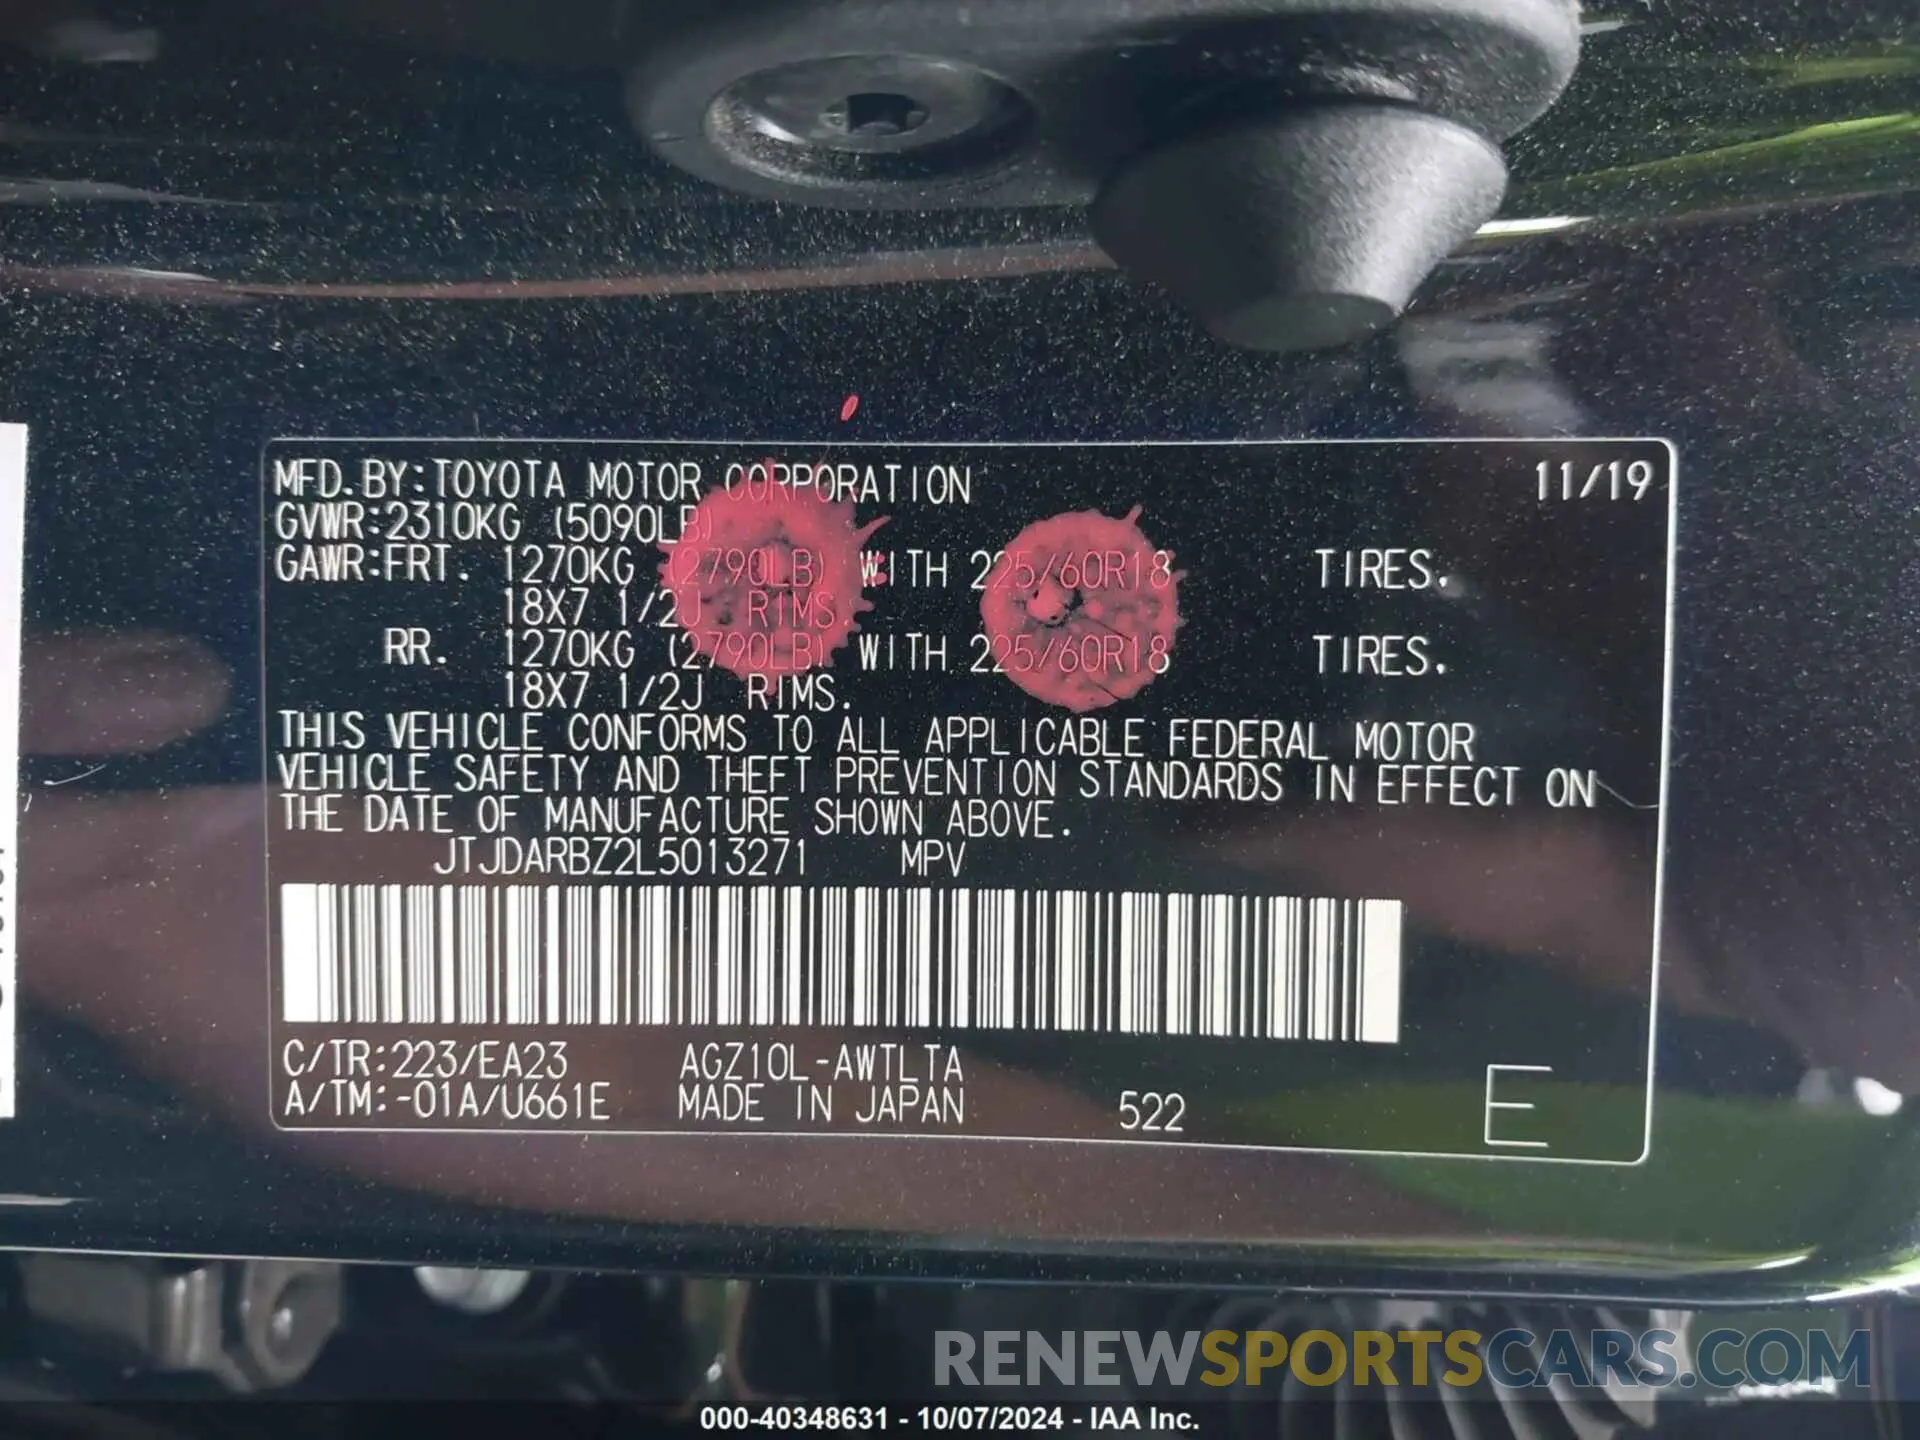 MFD.BY:TOYOTA MOTOR CORPORATION 11/19
GVWR:2310KG (5090LB)
GAWR:FRT. 1270KG (2790LB) WITH 225/60R18 TIRES.
18X7 1/2J RIMS.
RR. 1270KG (2790LB) WITH 225/60R18 TIRES.
18X7 1/2J RIMS.
THIS VEHICLE CONFORMS TO ALL APPLICABLE FEDERAL MOTOR
VEHICLE SAFETY AND THEFT PREVENTION STANDARDS IN EFFECT ON
THE DATE OF MANUFACTURE SHOWN ABOVE.
JTJDARBZ2L5013271 MPV
C/TR:223/EA23 AGZ10L-AWTLTA
A/TM:-01A/U661E MADE IN JAPAN 522 E
RENEWSPORTSCARS.COM
000-40348631 - 10/07/2024 - IAA Inc.